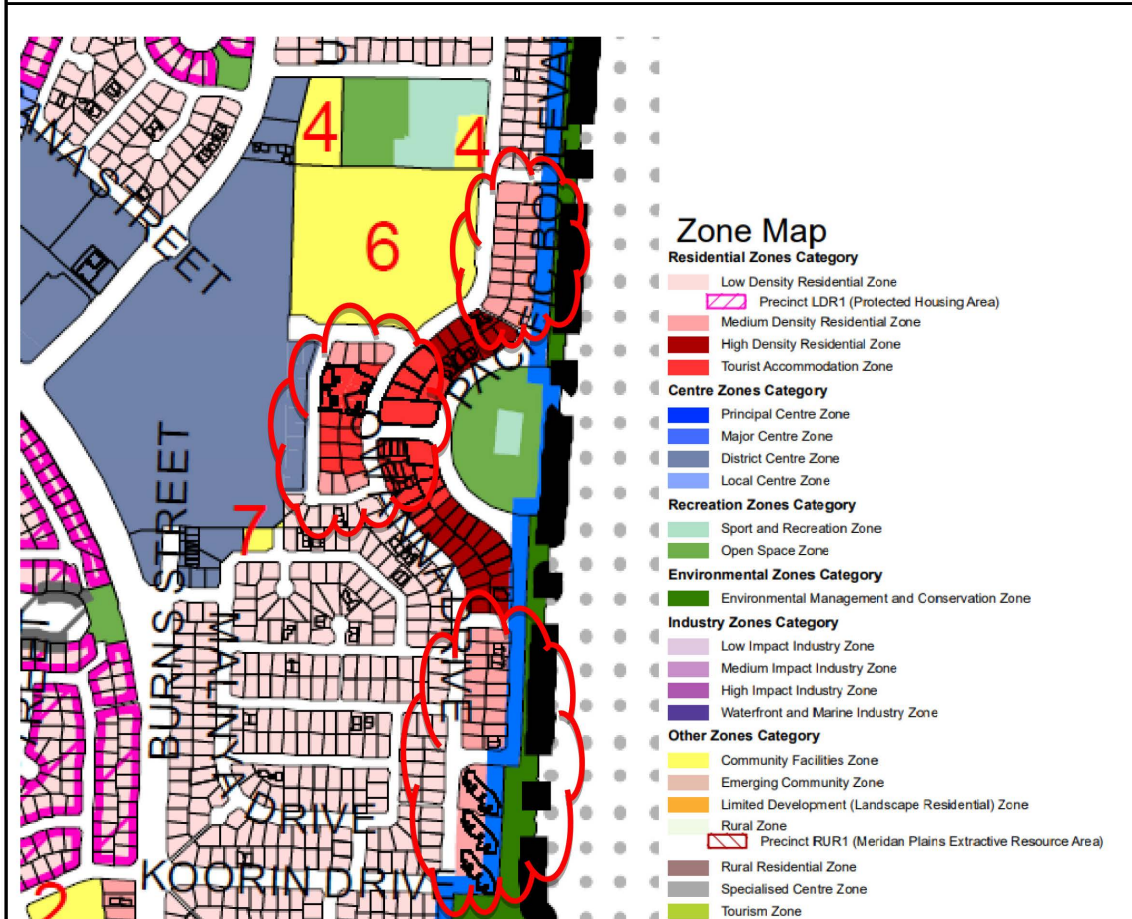 4
4
6
7
2
BURNS STREET
MALINYA DRIVE
KOORIN DRIVE
Zone Map
Residential Zones Category
Low Density Residential Zone
Precinct LDR1 (Protected Housing Area)
Medium Density Residential Zone
High Density Residential Zone
Tourist Accommodation Zone
Centre Zones Category
Principal Centre Zone
Major Centre Zone
District Centre Zone
Local Centre Zone
Recreation Zones Category
Sport and Recreation Zone
Open Space Zone
Environmental Zones Category
Environmental Management and Conservation Zone
Industry Zones Category
Low Impact Industry Zone
Medium Impact Industry Zone
High Impact Industry Zone
Waterfront and Marine Industry Zone
Other Zones Category
Community Facilities Zone
Emerging Community Zone
Limited Development (Landscape Residential) Zone
Rural Zone
Precinct RUR1 (Meridan Plains Extractive Resource Area)
Rural Residential Zone
Specialised Centre Zone
Tourism Zone